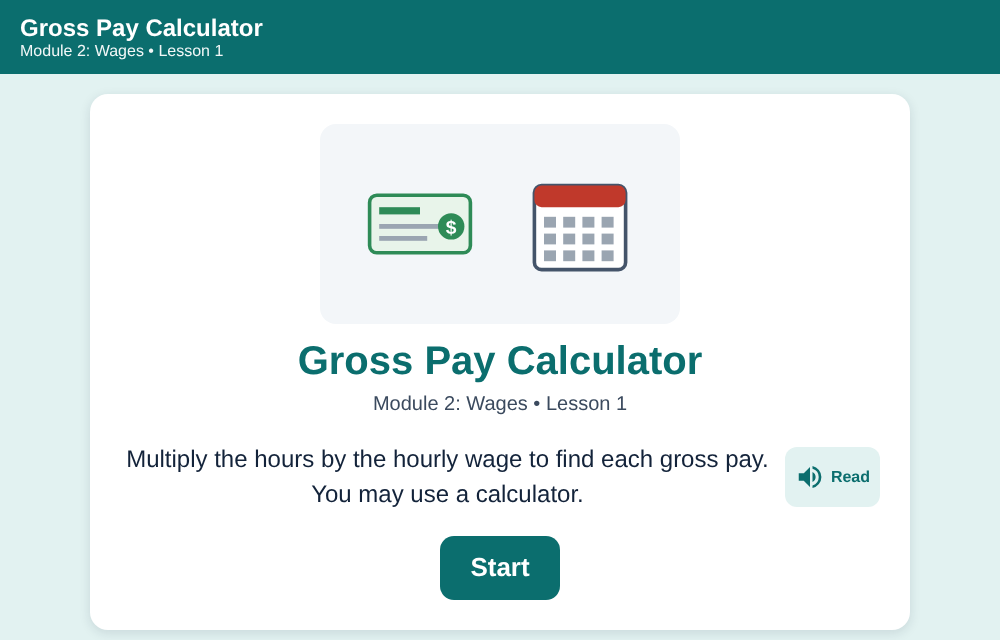 Gross Pay Calculator
Module 2: Wages • Lesson 1
$
Gross Pay Calculator
Module 2: Wages • Lesson 1
Multiply the hours by the hourly wage to find each gross pay.
You may use a calculator.
Read
Start